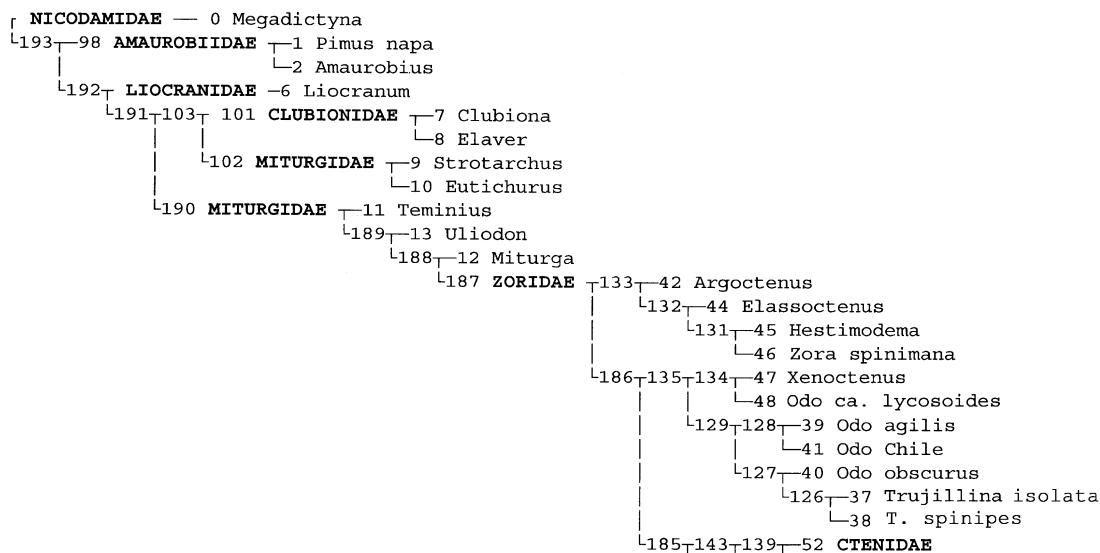 NICODAMIDAE 0 Megadictyna
193 98 AMAUROBIIDAE 1 Pimus napa
2 Amaurobius
192 LIOCRANIDAE 6 Liocranum
191 103 101 CLUBIONIDAE 7 Clubiona
8 Elaver
102 MITURGIDAE 9 Strotarchus
10 Eutichurus
190 MITURGIDAE 11 Teminius
189 13 Uliodon
188 12 Miturga
187 ZORIDAE 133 42 Argoctenus
132 44 Elassoctenus
131 45 Hestimodema
46 Zora spinimana
186 135 134 47 Xenoctenus
48 Odo ca. lycosoides
129 128 39 Odo agilis
41 Odo Chile
127 40 Odo obscurus
126 37 Trujillina isolata
38 T. spinipes
185 143 139 52 CTENIDAE